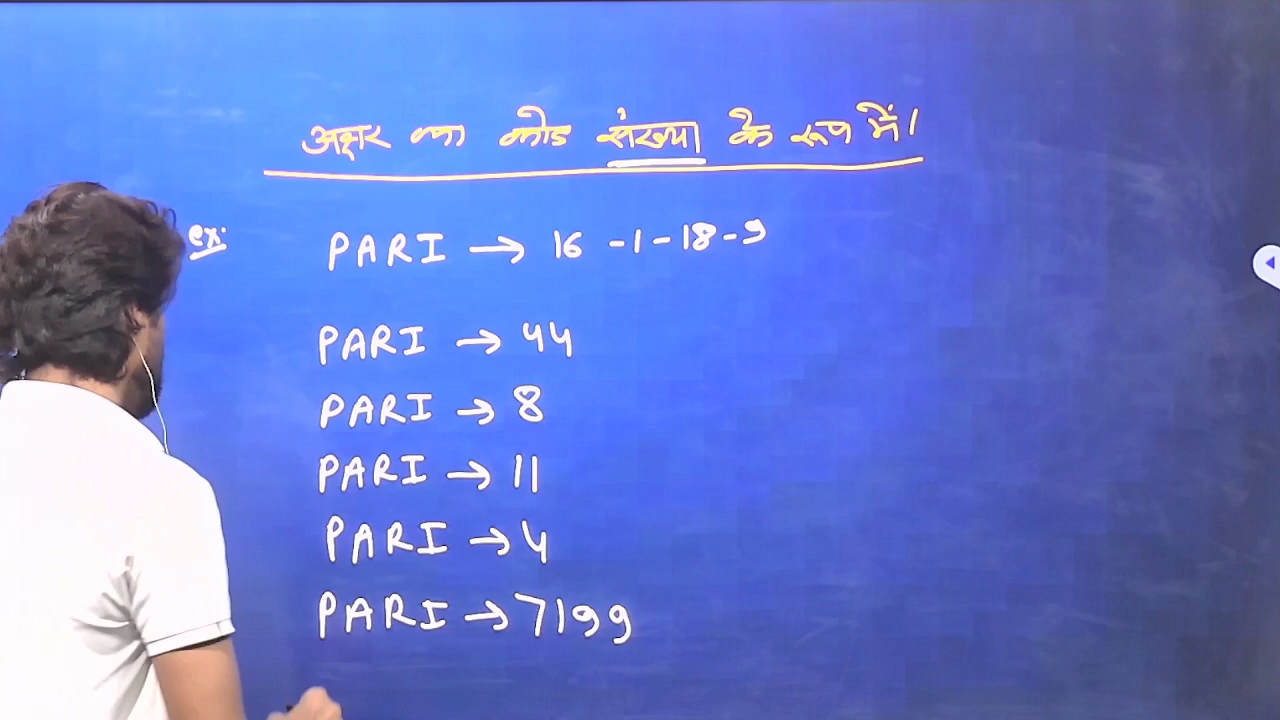 अक्षर का कोड संख्या के रूप में।
ex:
PARI → 16 -1-18-9
PARI → 44
PARI → 8
PARI → 11
PARI → 4
PARI → 7199